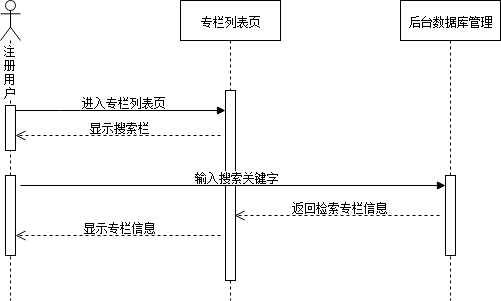 专栏列表页
后台数据库管理
注册用户
进入专栏列表页
显示搜索栏
输入搜索关键字
返回检索专栏信息
显示专栏信息